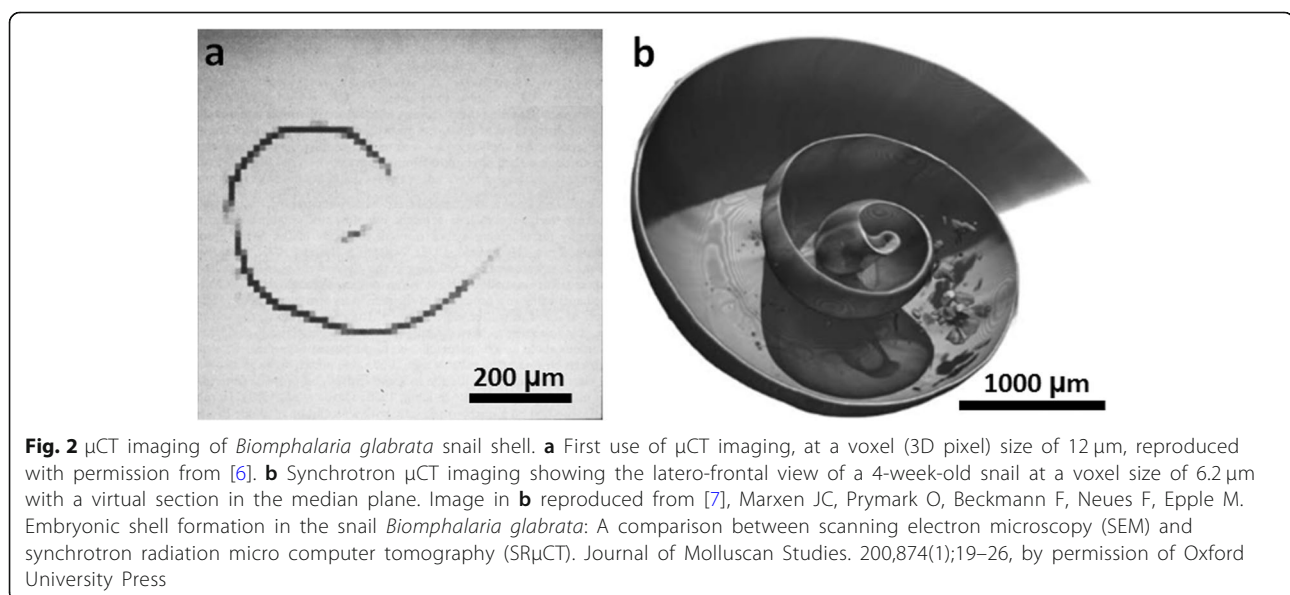 a
b
200 µm
1000 µm
Fig. 2 µCT imaging of Biomphalaria glabrata snail shell. a First use of µCT imaging, at a voxel (3D pixel) size of 12 µm, reproduced
with permission from [6]. b Synchrotron µCT imaging showing the latero-frontal view of a 4-week-old snail at a voxel size of 6.2 µm
with a virtual section in the median plane. Image in b reproduced from [7], Marxen JC, Prymark O, Beckmann F, Neues F, Epple M.
Embryonic shell formation in the snail Biomphalaria glabrata: A comparison between scanning electron microscopy (SEM) and
synchrotron radiation micro computer tomography (SRµCT). Journal of Molluscan Studies. 200,874(1);19–26, by permission of Oxford
University Press